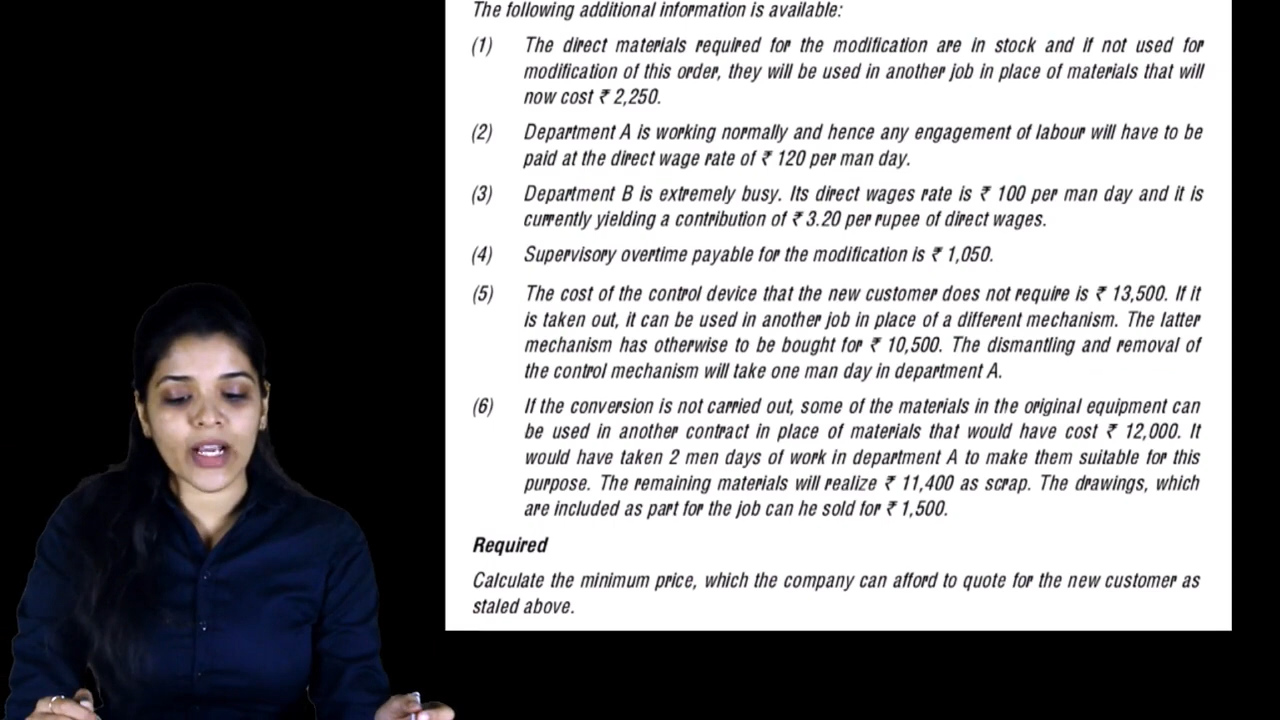 The following additional information is available:
(1) The direct materials required for the modification are in stock and if not used for
modification of this order, they will be used in another job in place of materials that will
now cost ₹ 2,250.
(2) Department A is working normally and hence any engagement of labour will have to be
paid at the direct wage rate of ₹ 120 per man day.
(3) Department B is extremely busy. Its direct wages rate is ₹ 100 per man day and it is
currently yielding a contribution of ₹ 3.20 per rupee of direct wages.
(4) Supervisory overtime payable for the modification is ₹ 1,050.
(5) The cost of the control device that the new customer does not require is ₹ 13,500. If it
is taken out, it can be used in another job in place of a different mechanism. The latter
mechanism has otherwise to be bought for ₹ 10,500. The dismantling and removal of
the control mechanism will take one man day in department A.
(6) If the conversion is not carried out, some of the materials in the original equipment can
be used in another contract in place of materials that would have cost ₹ 12,000. It
would have taken 2 men days of work in department A to make them suitable for this
purpose. The remaining materials will realize ₹ 11,400 as scrap. The drawings, which
are included as part for the job can he sold for ₹ 1,500.
Required
Calculate the minimum price, which the company can afford to quote for the new customer as
staled above.